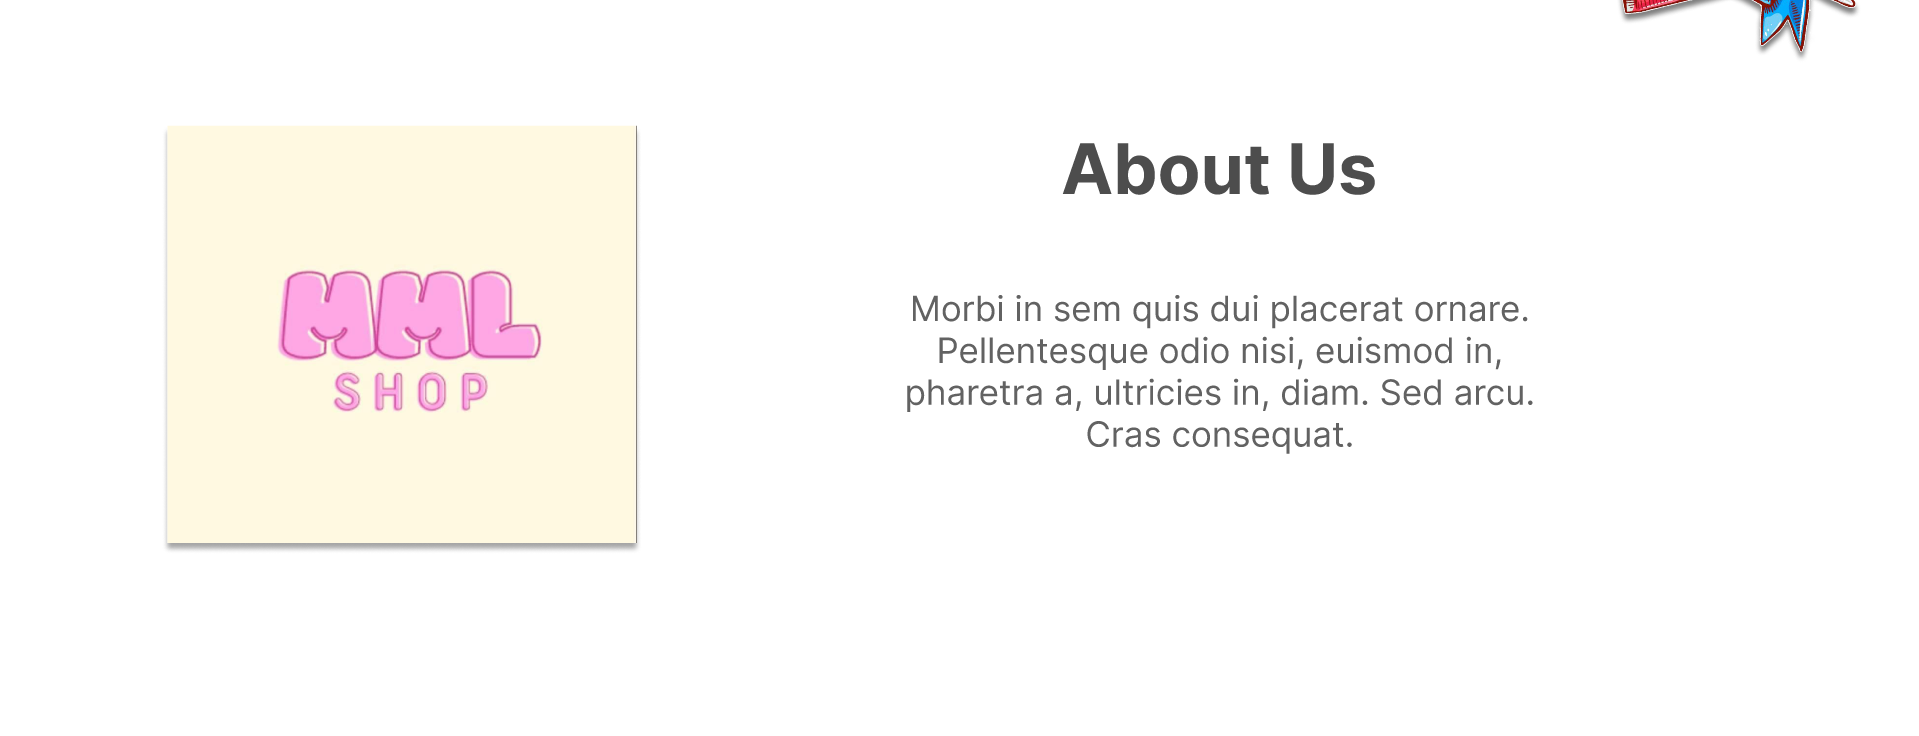 MML
SHOP
About Us
Morbi in sem quis dui placerat ornare.
Pellentesque odio nisi, euismod in,
pharetra a, ultricies in, diam. Sed arcu.
Cras consequat.